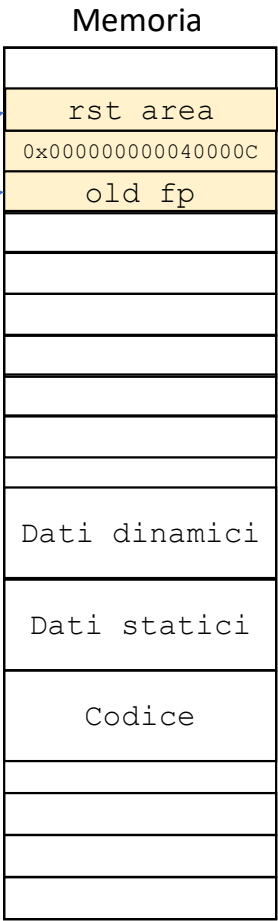 Memoria
rst area
0x000000000040000C
old fp
Dati dinamici
Dati statici
Codice